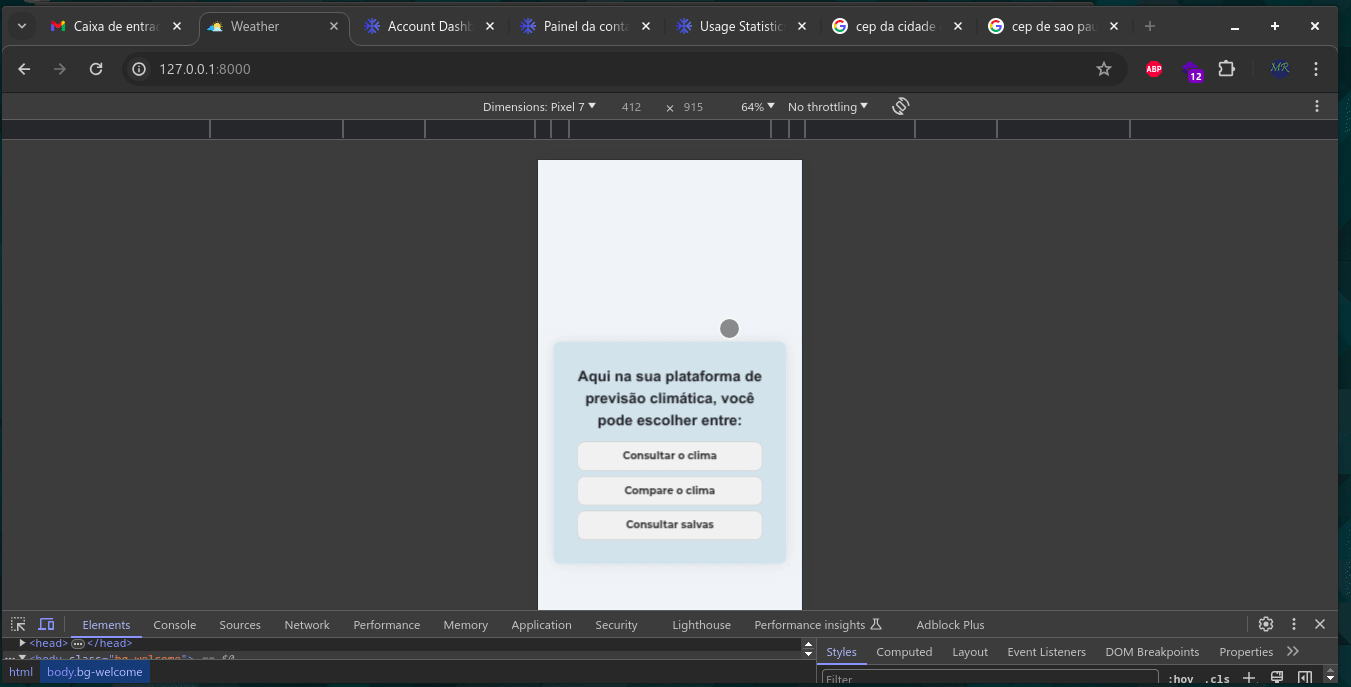 Caixa de entra
Weather
Account Dashb
Painel da conta
Usage Statistic
cep da cidade
cep de sao pau
127.0.0.1:8000
ABP
12
MR
Dimensions: Pixel 7
412
×
915
64%
No throttling
Aqui na sua plataforma de
previsão climática, você
pode escolher entre:
Consultar o clima
Compare o clima
Consultar salvas
Elements
Console
Sources
Network
Performance
Memory
Application
Security
Lighthouse
Performance insights
Adblock Plus
<head> ⋯ </head>
<body class="bg-welcome"> == $0
Styles
Computed
Layout
Event Listeners
DOM Breakpoints
Properties
html
body.bg-welcome
Filter
:hov
.cls